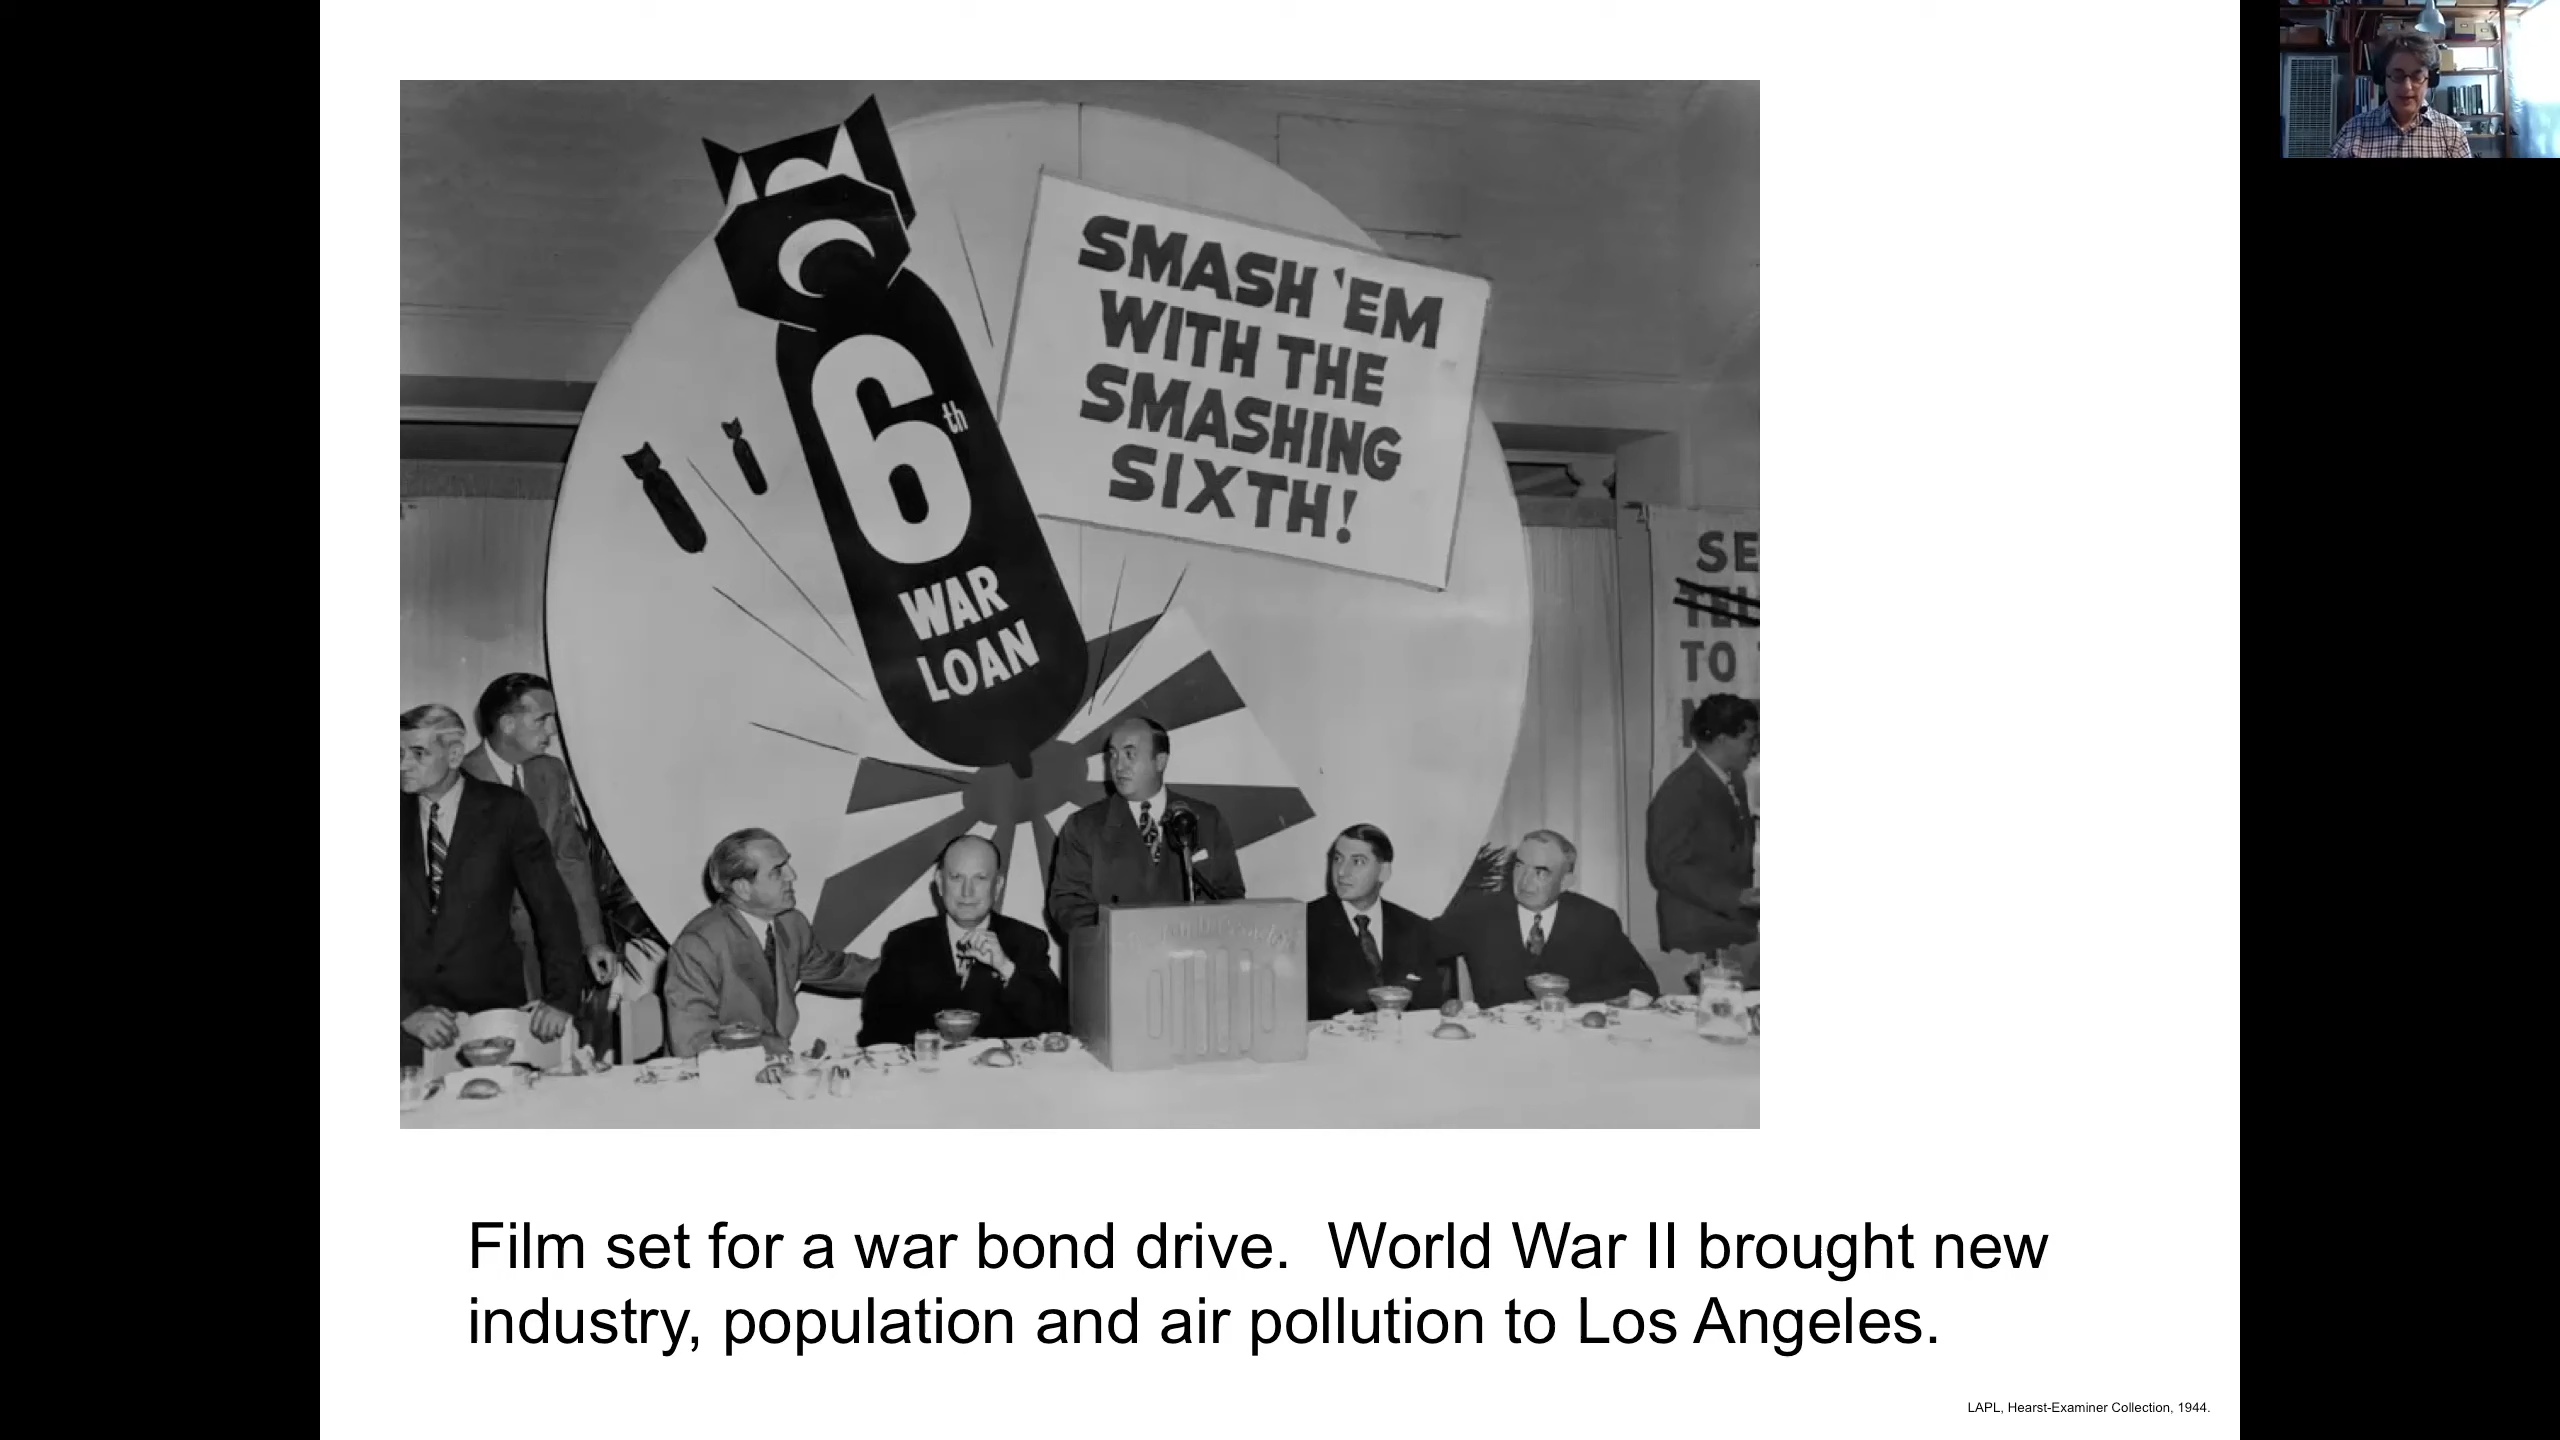 6th
WAR
LOAN
SMASH 'EM
WITH THE
SMASHING
SIXTH!
SE
TO
Film set for a war bond drive.  World War II brought new
industry, population and air pollution to Los Angeles.
LAPL, Hearst-Examiner Collection, 1944.